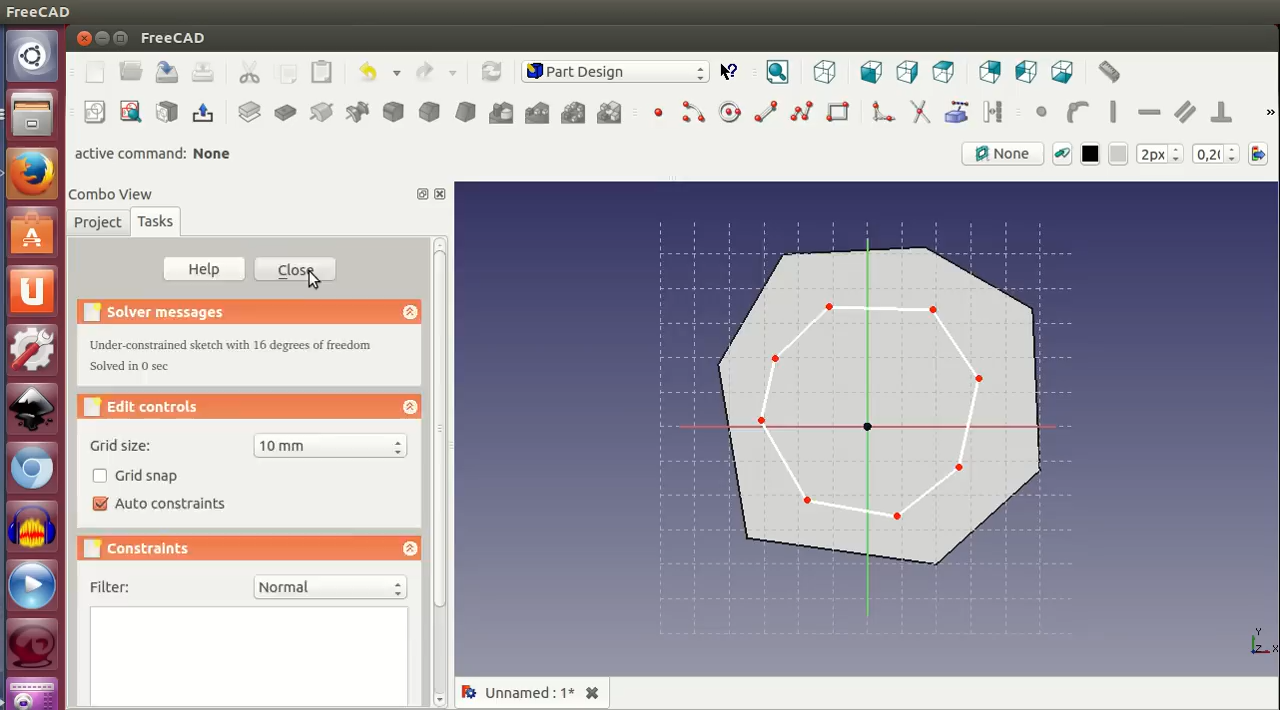 FreeCAD
FreeCAD
Part Design
active command: None
None
2px
0,20
Combo View
Project
Tasks
Help
Close
Solver messages
Under-constrained sketch with 16 degrees of freedom
Solved in 0 sec
Edit controls
Grid size:
10 mm
Grid snap
Auto constraints
Constraints
Filter:
Normal
Unnamed : 1*
Y
Z
X